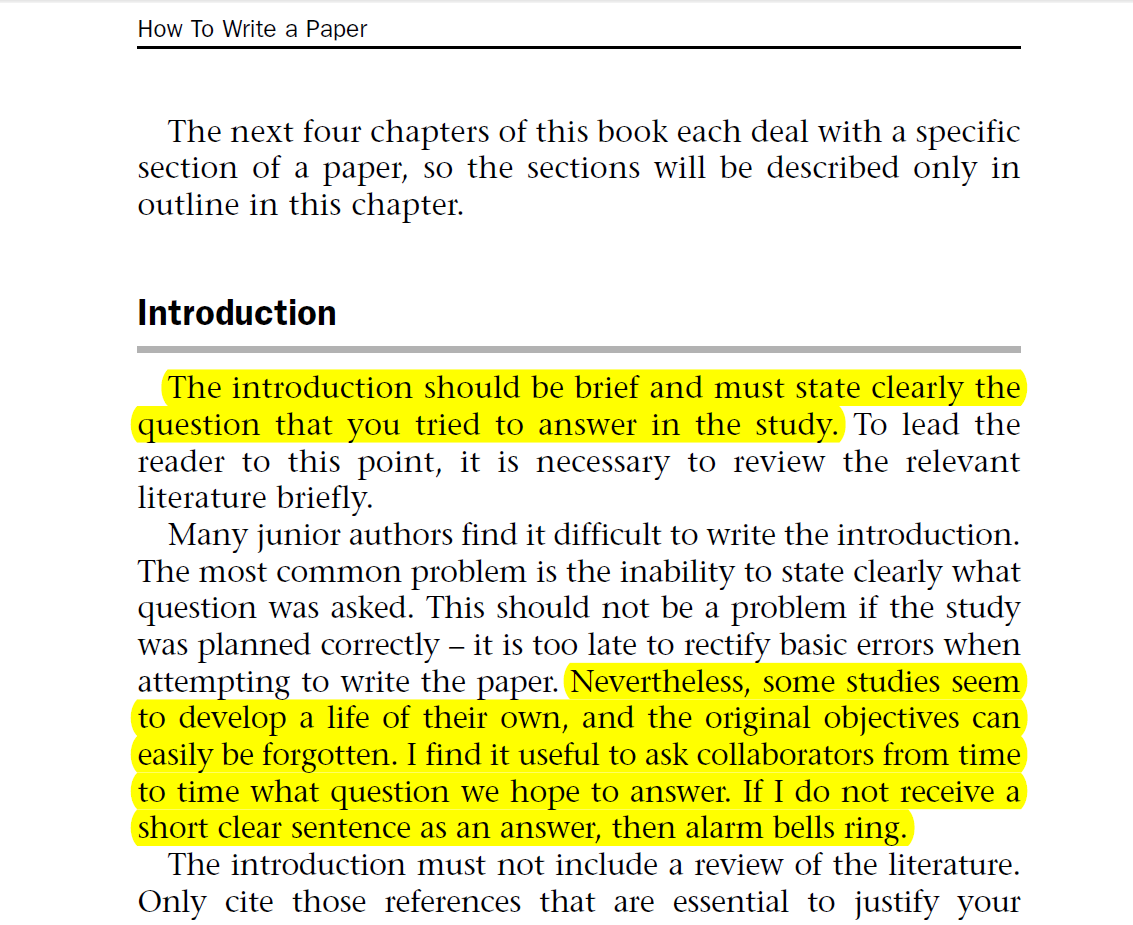 How To Write a Paper
The next four chapters of this book each deal with a specific
section of a paper, so the sections will be described only in
outline in this chapter.
Introduction
The introduction should be brief and must state clearly the
question that you tried to answer in the study. To lead the
reader to this point, it is necessary to review the relevant
literature briefly.
Many junior authors find it difficult to write the introduction.
The most common problem is the inability to state clearly what
question was asked. This should not be a problem if the study
was planned correctly – it is too late to rectify basic errors when
attempting to write the paper. Nevertheless, some studies seem
to develop a life of their own, and the original objectives can
easily be forgotten. I find it useful to ask collaborators from time
to time what question we hope to answer. If I do not receive a
short clear sentence as an answer, then alarm bells ring.
The introduction must not include a review of the literature.
Only cite those references that are essential to justify your